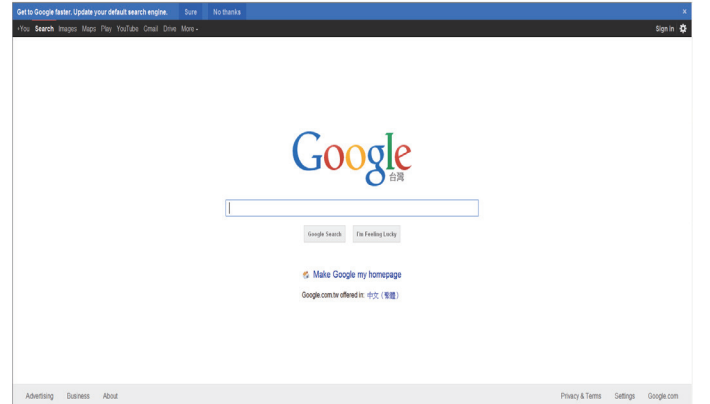 Get to Google faster. Update your default search engine. Sure No thanks ×
+You Search Images Maps Play YouTube Gmail Drive More Sign in
Google
台灣
Google Search I'm Feeling Lucky
Make Google my homepage
Google.com.tw offered in: 中文（繁體）
Advertising Business About Privacy & Terms Settings Google.com